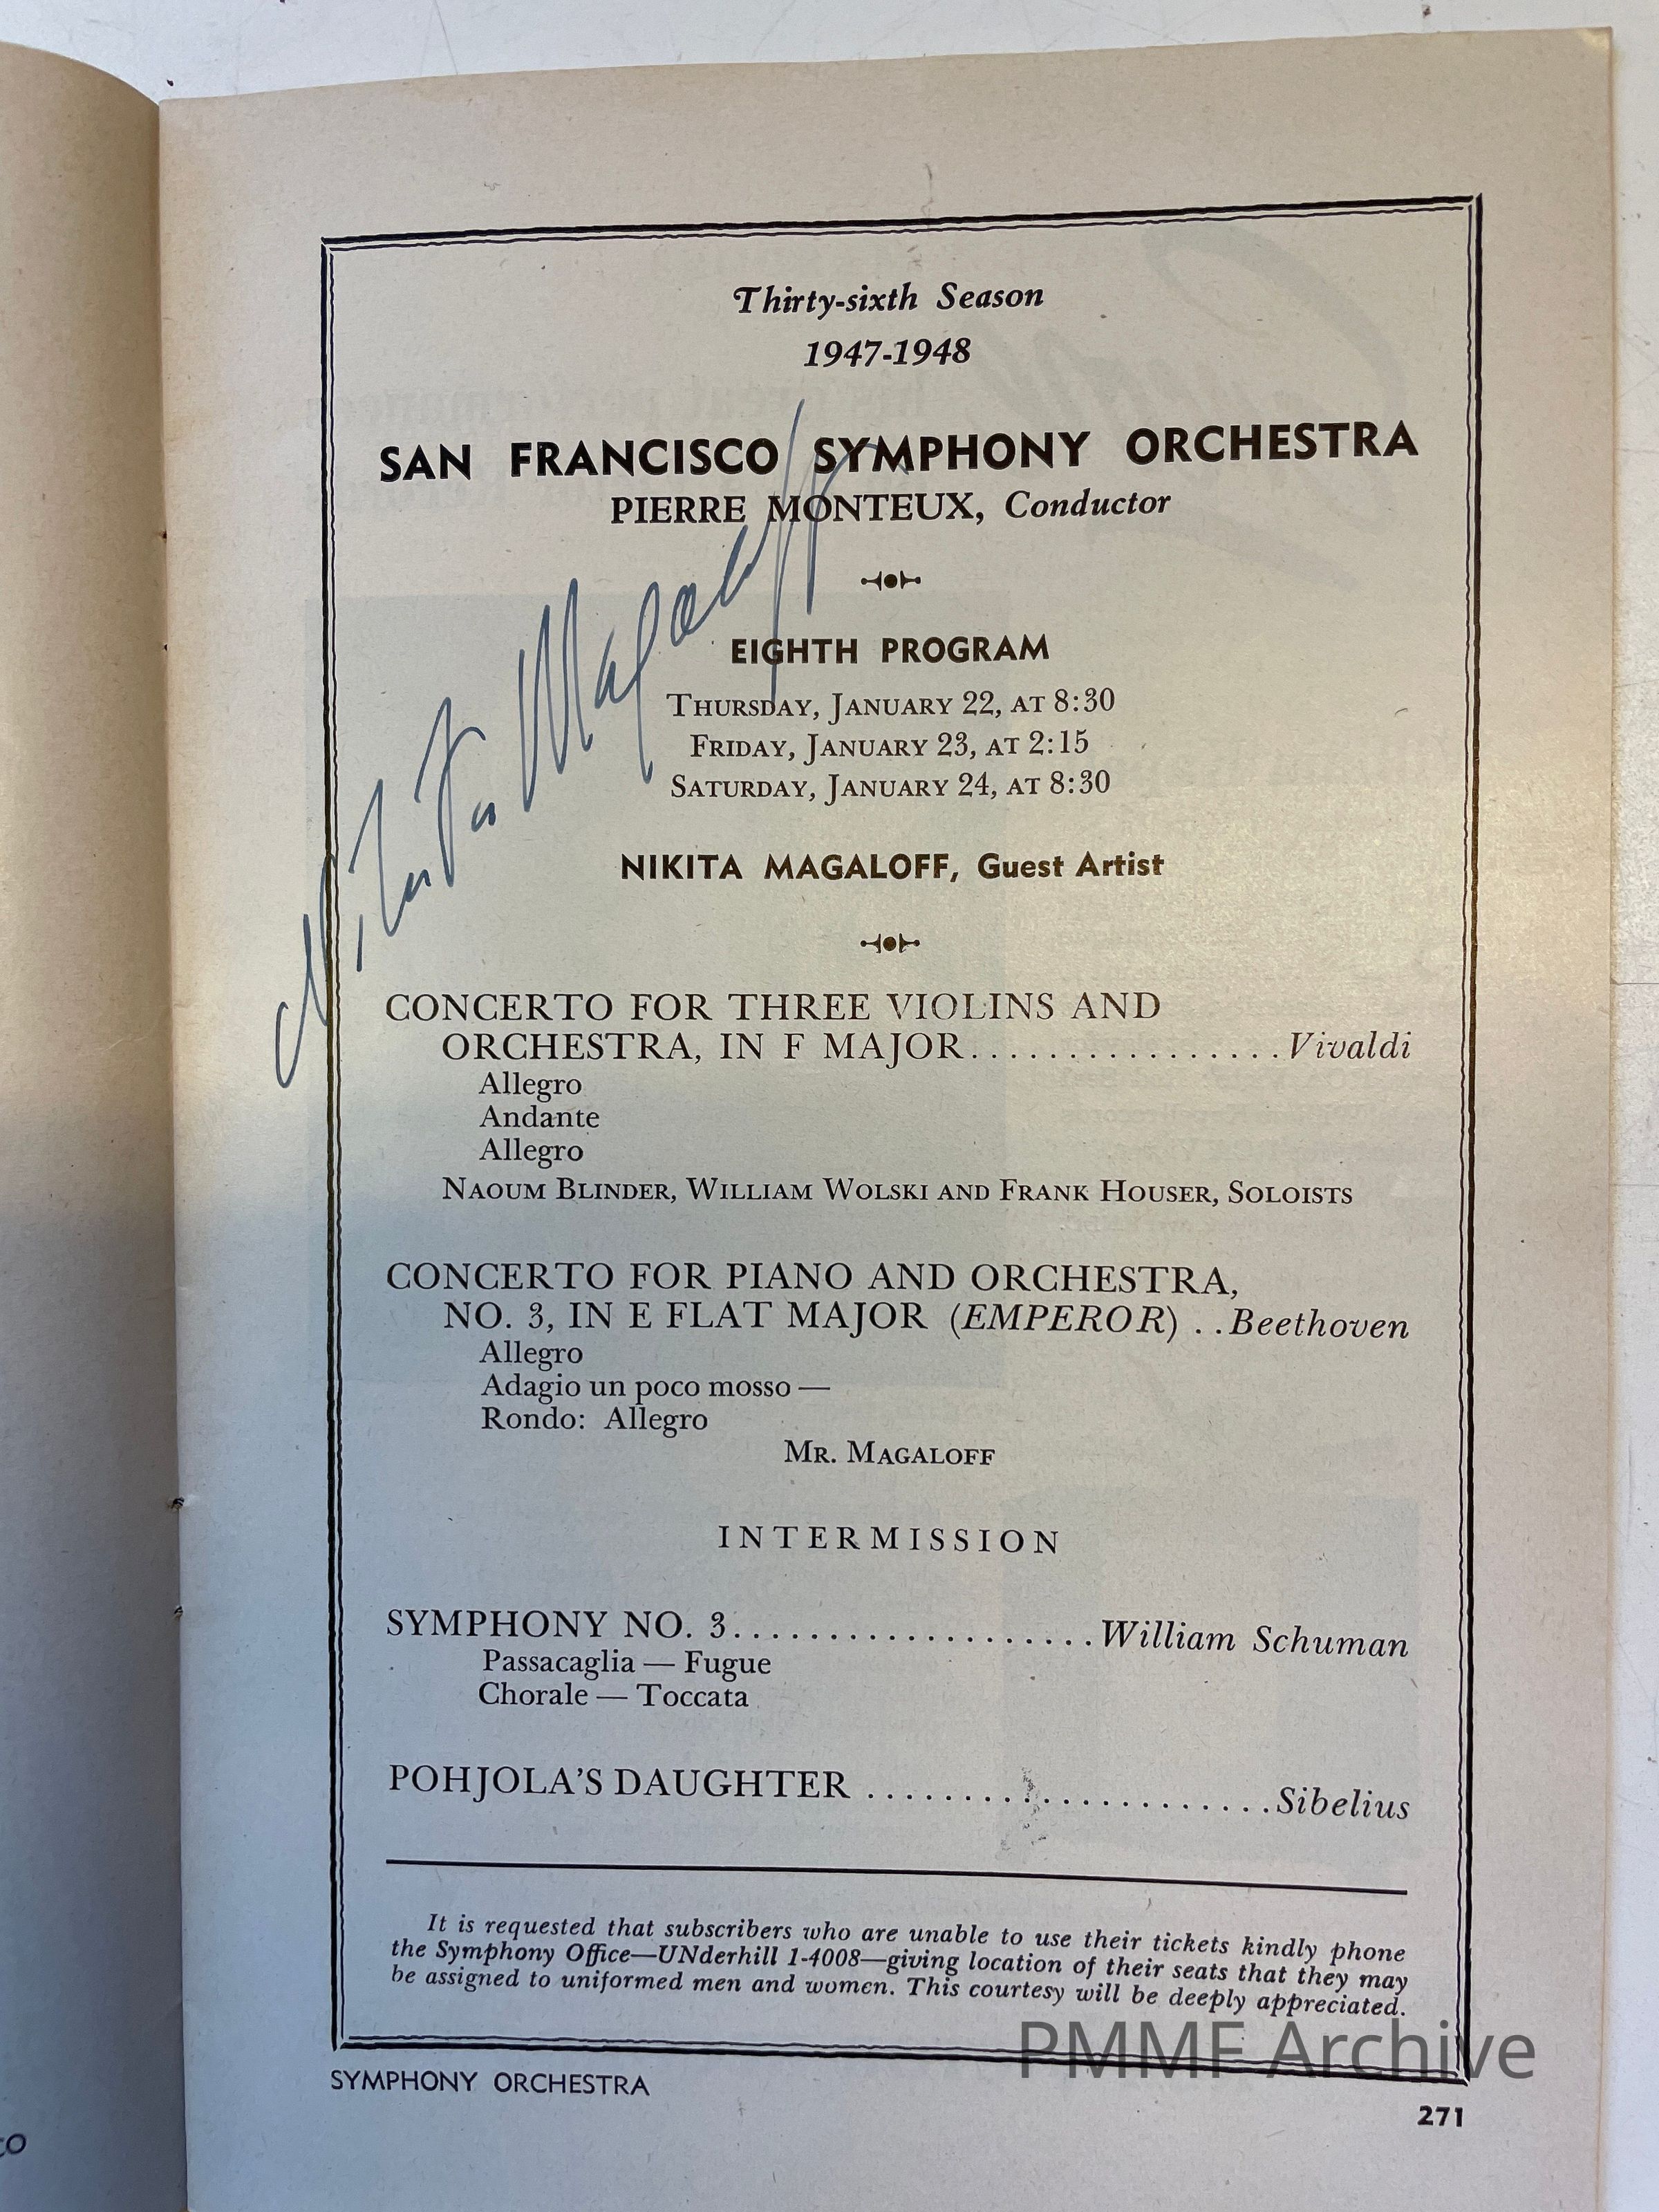 Thirty-sixth Season
1947-1948
SAN FRANCISCO SYMPHONY ORCHESTRA
PIERRE MONTEUX, Conductor
Nikita Magaloff
EIGHTH PROGRAM
THURSDAY, JANUARY 22, AT 8:30
FRIDAY, JANUARY 23, AT 2:15
SATURDAY, JANUARY 24, AT 8:30
NIKITA MAGALOFF, Guest Artist
CONCERTO FOR THREE VIOLINS AND
ORCHESTRA, IN F MAJOR................Vivaldi
Allegro
Andante
Allegro
NAOUM BLINDER, WILLIAM WOLSKI AND FRANK HOUSER, SOLOISTS
CONCERTO FOR PIANO AND ORCHESTRA,
NO. 3, IN E FLAT MAJOR (EMPEROR) ..Beethoven
Allegro
Adagio un poco mosso —
Rondo: Allegro
MR. MAGALOFF
INTERMISSION
SYMPHONY NO. 3...................William Schuman
Passacaglia — Fugue
Chorale — Toccata
POHJOLA'S DAUGHTER .....................Sibelius
It is requested that subscribers who are unable to use their tickets kindly phone
the Symphony Office—UNderhill 1-4008—giving location of their seats that they may
be assigned to uniformed men and women. This courtesy will be deeply appreciated.
PMMF Archive
SYMPHONY ORCHESTRA
271